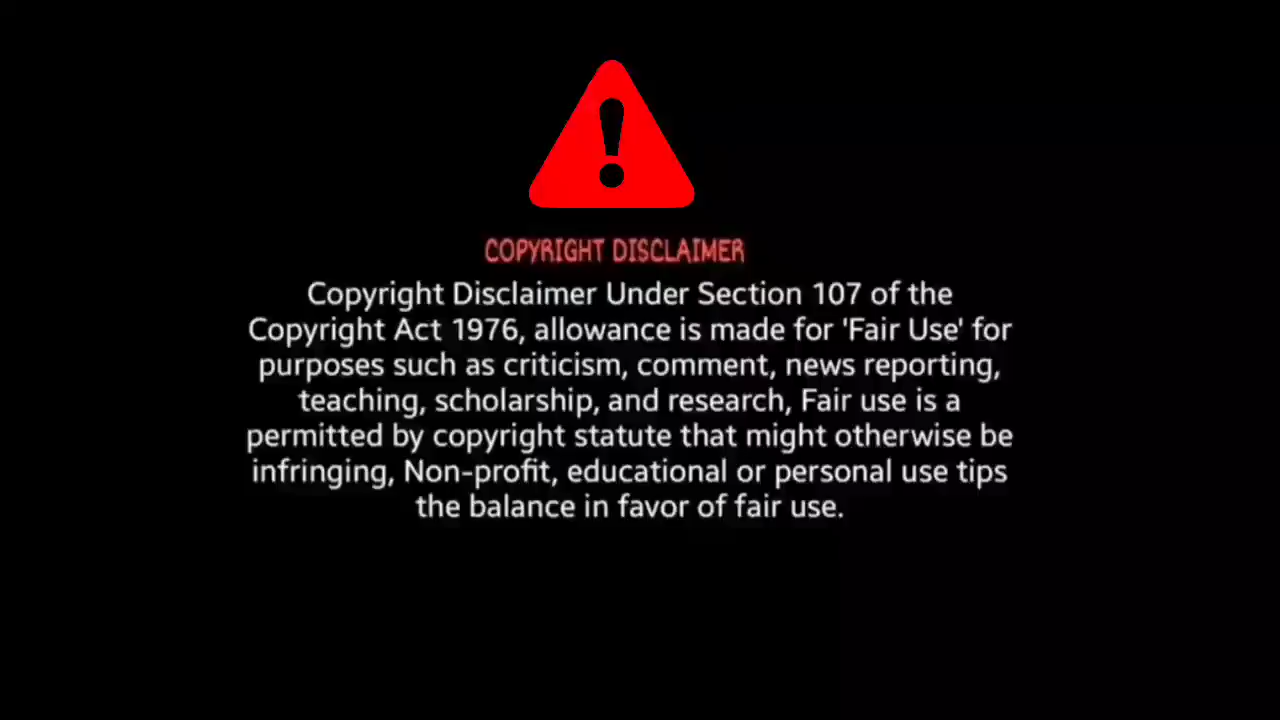 COPYRIGHT DISCLAIMER
Copyright Disclaimer Under Section 107 of the
Copyright Act 1976, allowance is made for 'Fair Use' for
purposes such as criticism, comment, news reporting,
teaching, scholarship, and research, Fair use is a
permitted by copyright statute that might otherwise be
infringing, Non-profit, educational or personal use tips
the balance in favor of fair use.